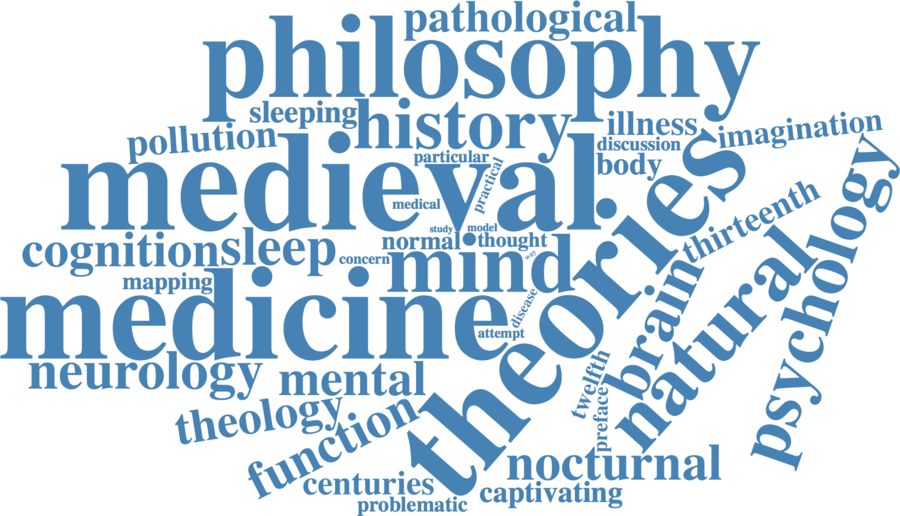 pathological
philosophy
sleeping
history
illness
imagination
pollution
discussion
particular
body
medieval
practical
medical
theories
psychology
study
model
thirteenth
cognition
sleep
normal
thought
concern
mind
way
mapping
medicine
disease
attempt
brain
natural
neurology
mental
twelfth
theology
function
preface
nocturnal
centuries
captivating
problematic